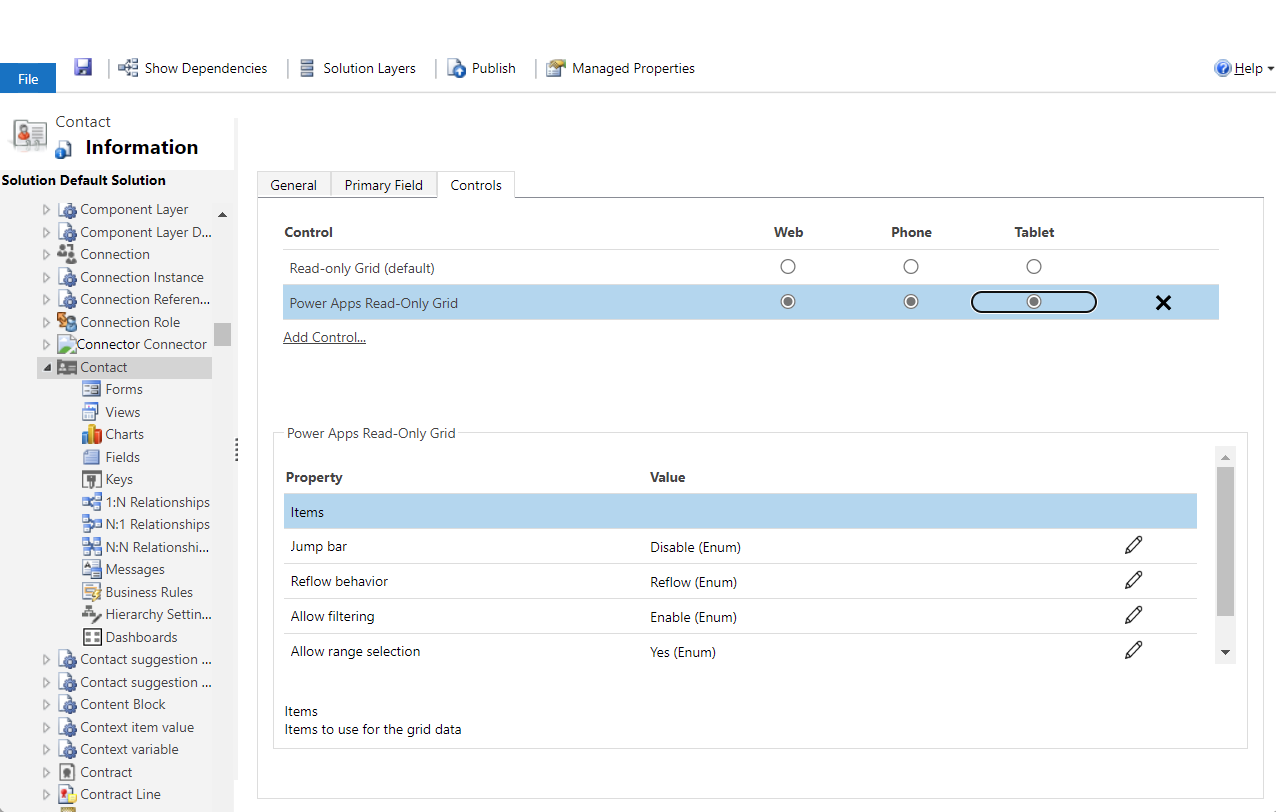 File
Show Dependencies
Solution Layers
Publish
Managed Properties
Help
Contact
Information
Solution Default Solution
Component Layer
Component Layer D...
Connection
Connection Instance
Connection Referen...
Connection Role
Connector Connector
Contact
Forms
Views
Charts
Fields
Keys
1:N Relationships
N:1 Relationships
N:N Relationshi...
Messages
Business Rules
Hierarchy Settin...
Dashboards
Contact suggestion ...
Contact suggestion ...
Content Block
Context item value
Context variable
Contract
Contract Line
General
Primary Field
Controls
Control Web Phone Tablet
Read-only Grid (default)
Power Apps Read-Only Grid
Add Control...
Power Apps Read-Only Grid
Property Value
Items
Jump bar Disable (Enum)
Reflow behavior Reflow (Enum)
Allow filtering Enable (Enum)
Allow range selection Yes (Enum)
Items
Items to use for the grid data